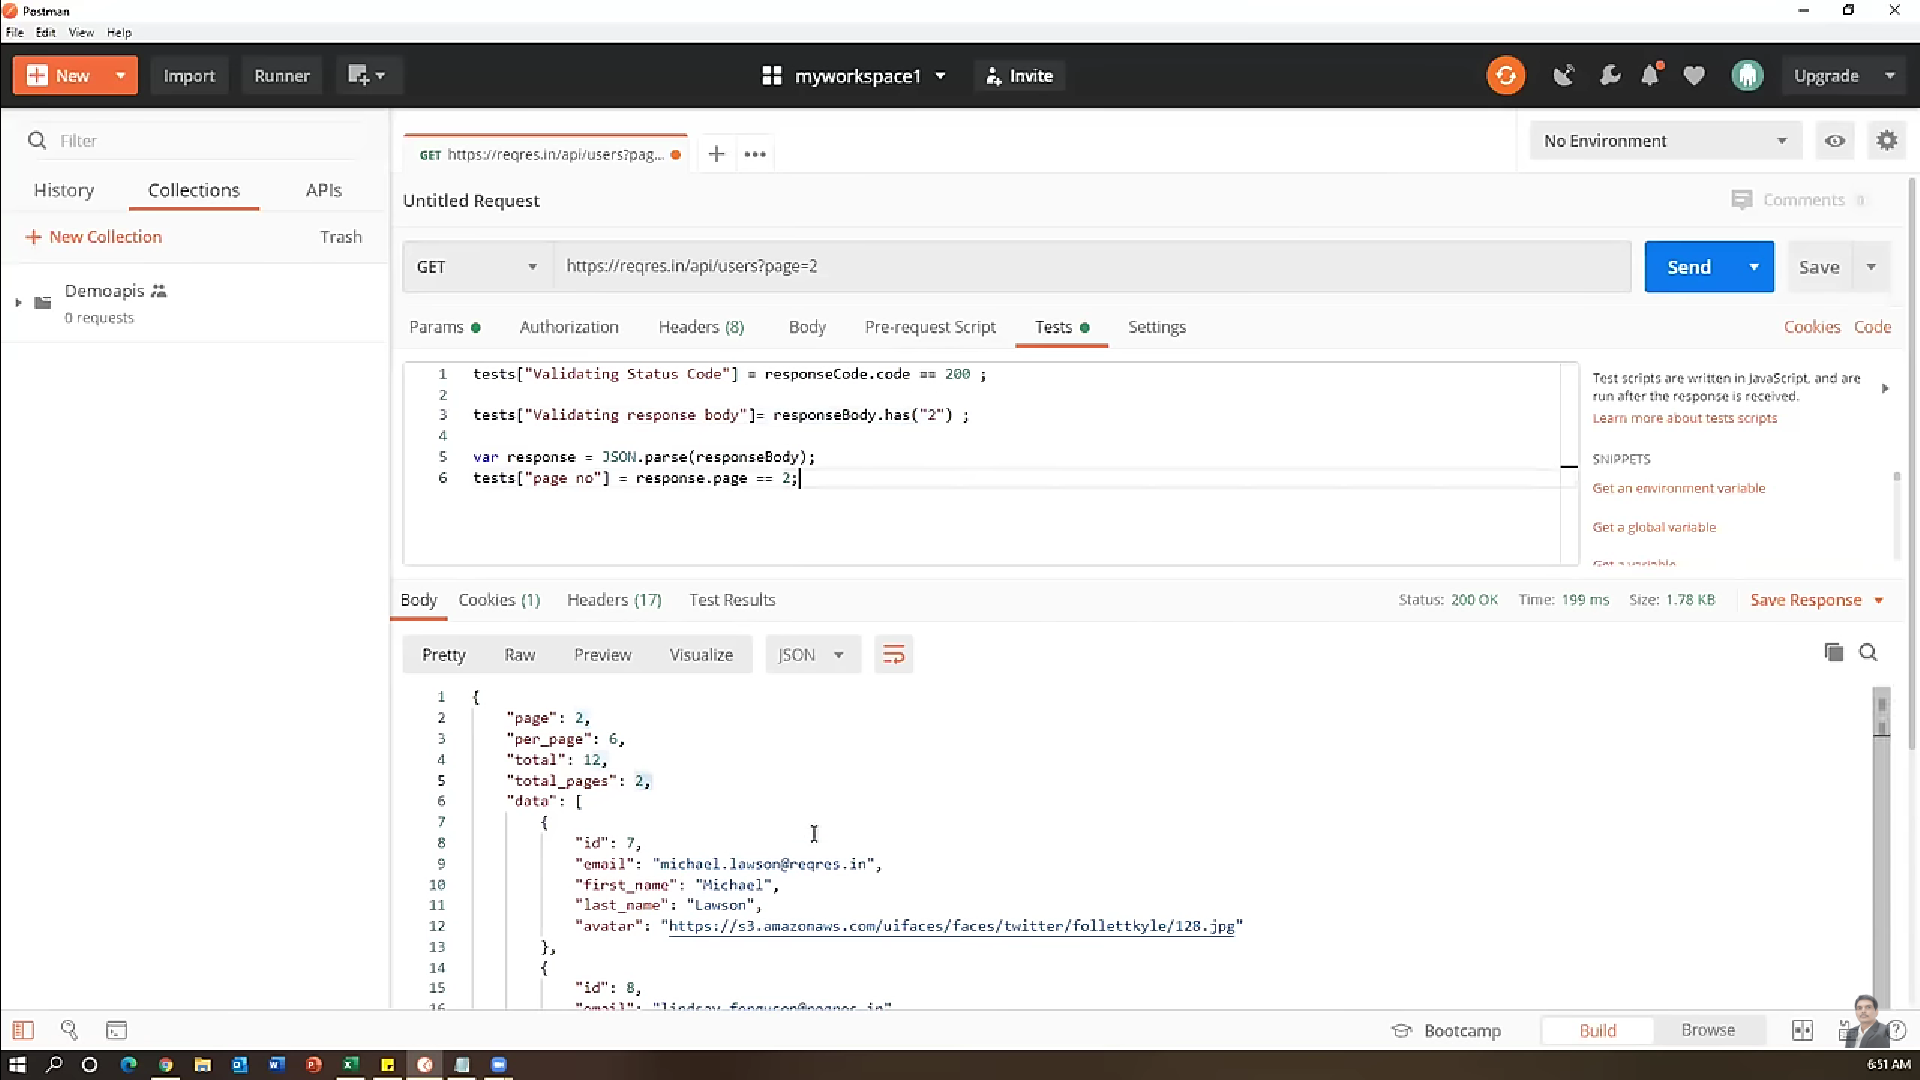 Postman
File Edit View Help
New Import Runner myworkspace1 Invite Upgrade
Filter
GET https://reqres.in/api/users?pag...
No Environment
History Collections APIs
Untitled Request
Comments 0
+ New Collection Trash
GET https://reqres.in/api/users?page=2 Send Save
Demoapis
0 requests
Params Authorization Headers (8) Body Pre-request Script Tests Settings Cookies Code
1 tests["Validating Status Code"] = responseCode.code == 200 ;
2
3 tests["Validating response body"]= responseBody.has("2") ;
4
5 var response = JSON.parse(responseBody);
6 tests["page no"] = response.page == 2;
Test scripts are written in JavaScript, and are
run after the response is received.
Learn more about tests scripts
SNIPPETS
Get an environment variable
Get a global variable
Get a variable
Body Cookies (1) Headers (17) Test Results Status: 200 OK Time: 199 ms Size: 1.78 KB Save Response
Pretty Raw Preview Visualize JSON
1 {
2 "page": 2,
3 "per_page": 6,
4 "total": 12,
5 "total_pages": 2,
6 "data": [
7 {
8 "id": 7,
9 "email": "michael.lawson@reqres.in",
10 "first_name": "Michael",
11 "last_name": "Lawson",
12 "avatar": "https://s3.amazonaws.com/uifaces/faces/twitter/follettkyle/128.jpg"
13 },
14 {
15 "id": 8,
16 "email": "lindsay.ferguson@reqres.in"
Bootcamp Build Browse
6:51 AM